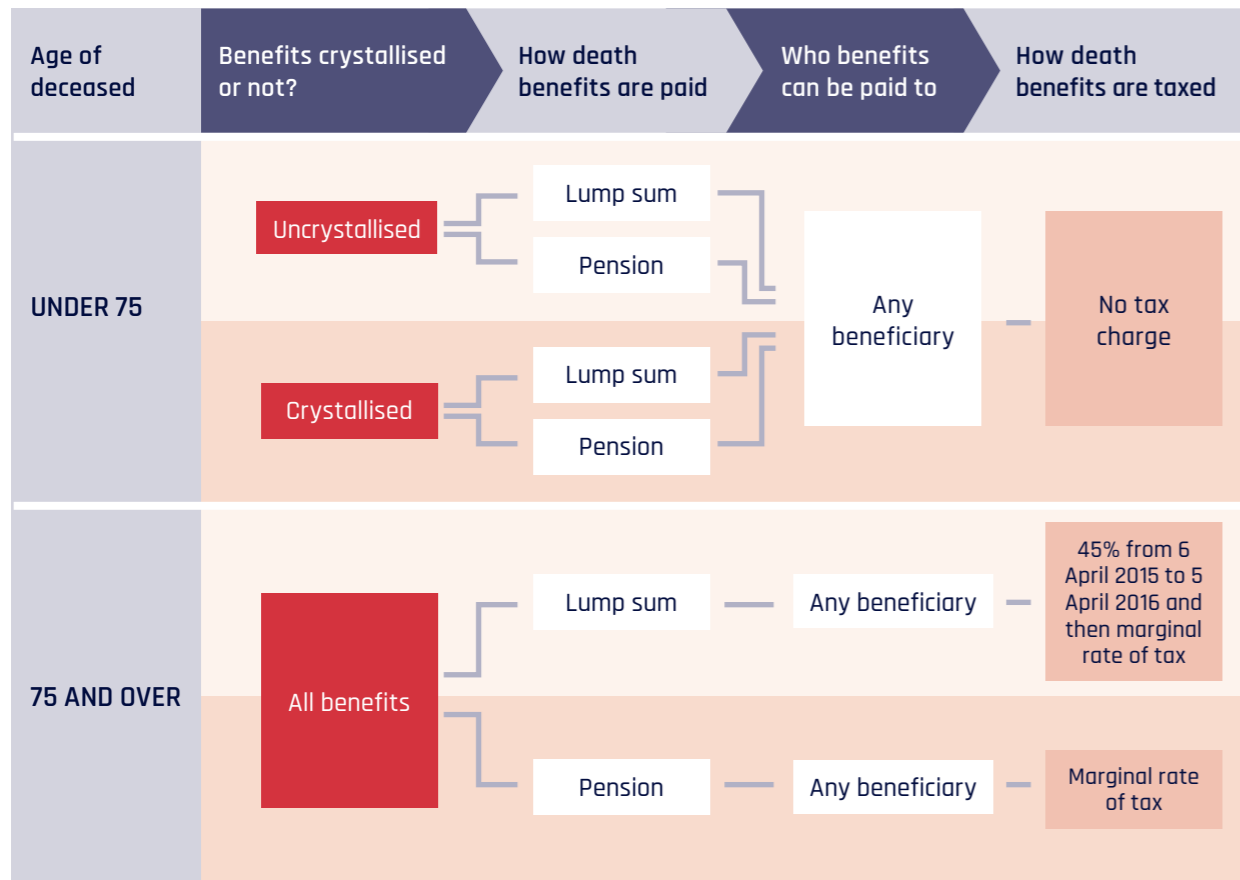 Age of
deceased
Benefits crystallised
or not?
How death
benefits are paid
Who benefits
can be paid to
How death
benefits are taxed
UNDER 75
Uncrystallised
Lump sum
Pension
Crystallised
Lump sum
Pension
Any
beneficiary
No tax
charge
75 AND OVER
All benefits
Lump sum
Any beneficiary
45% from 6
April 2015 to 5
April 2016 and
then marginal
rate of tax
Pension
Any beneficiary
Marginal rate
of tax